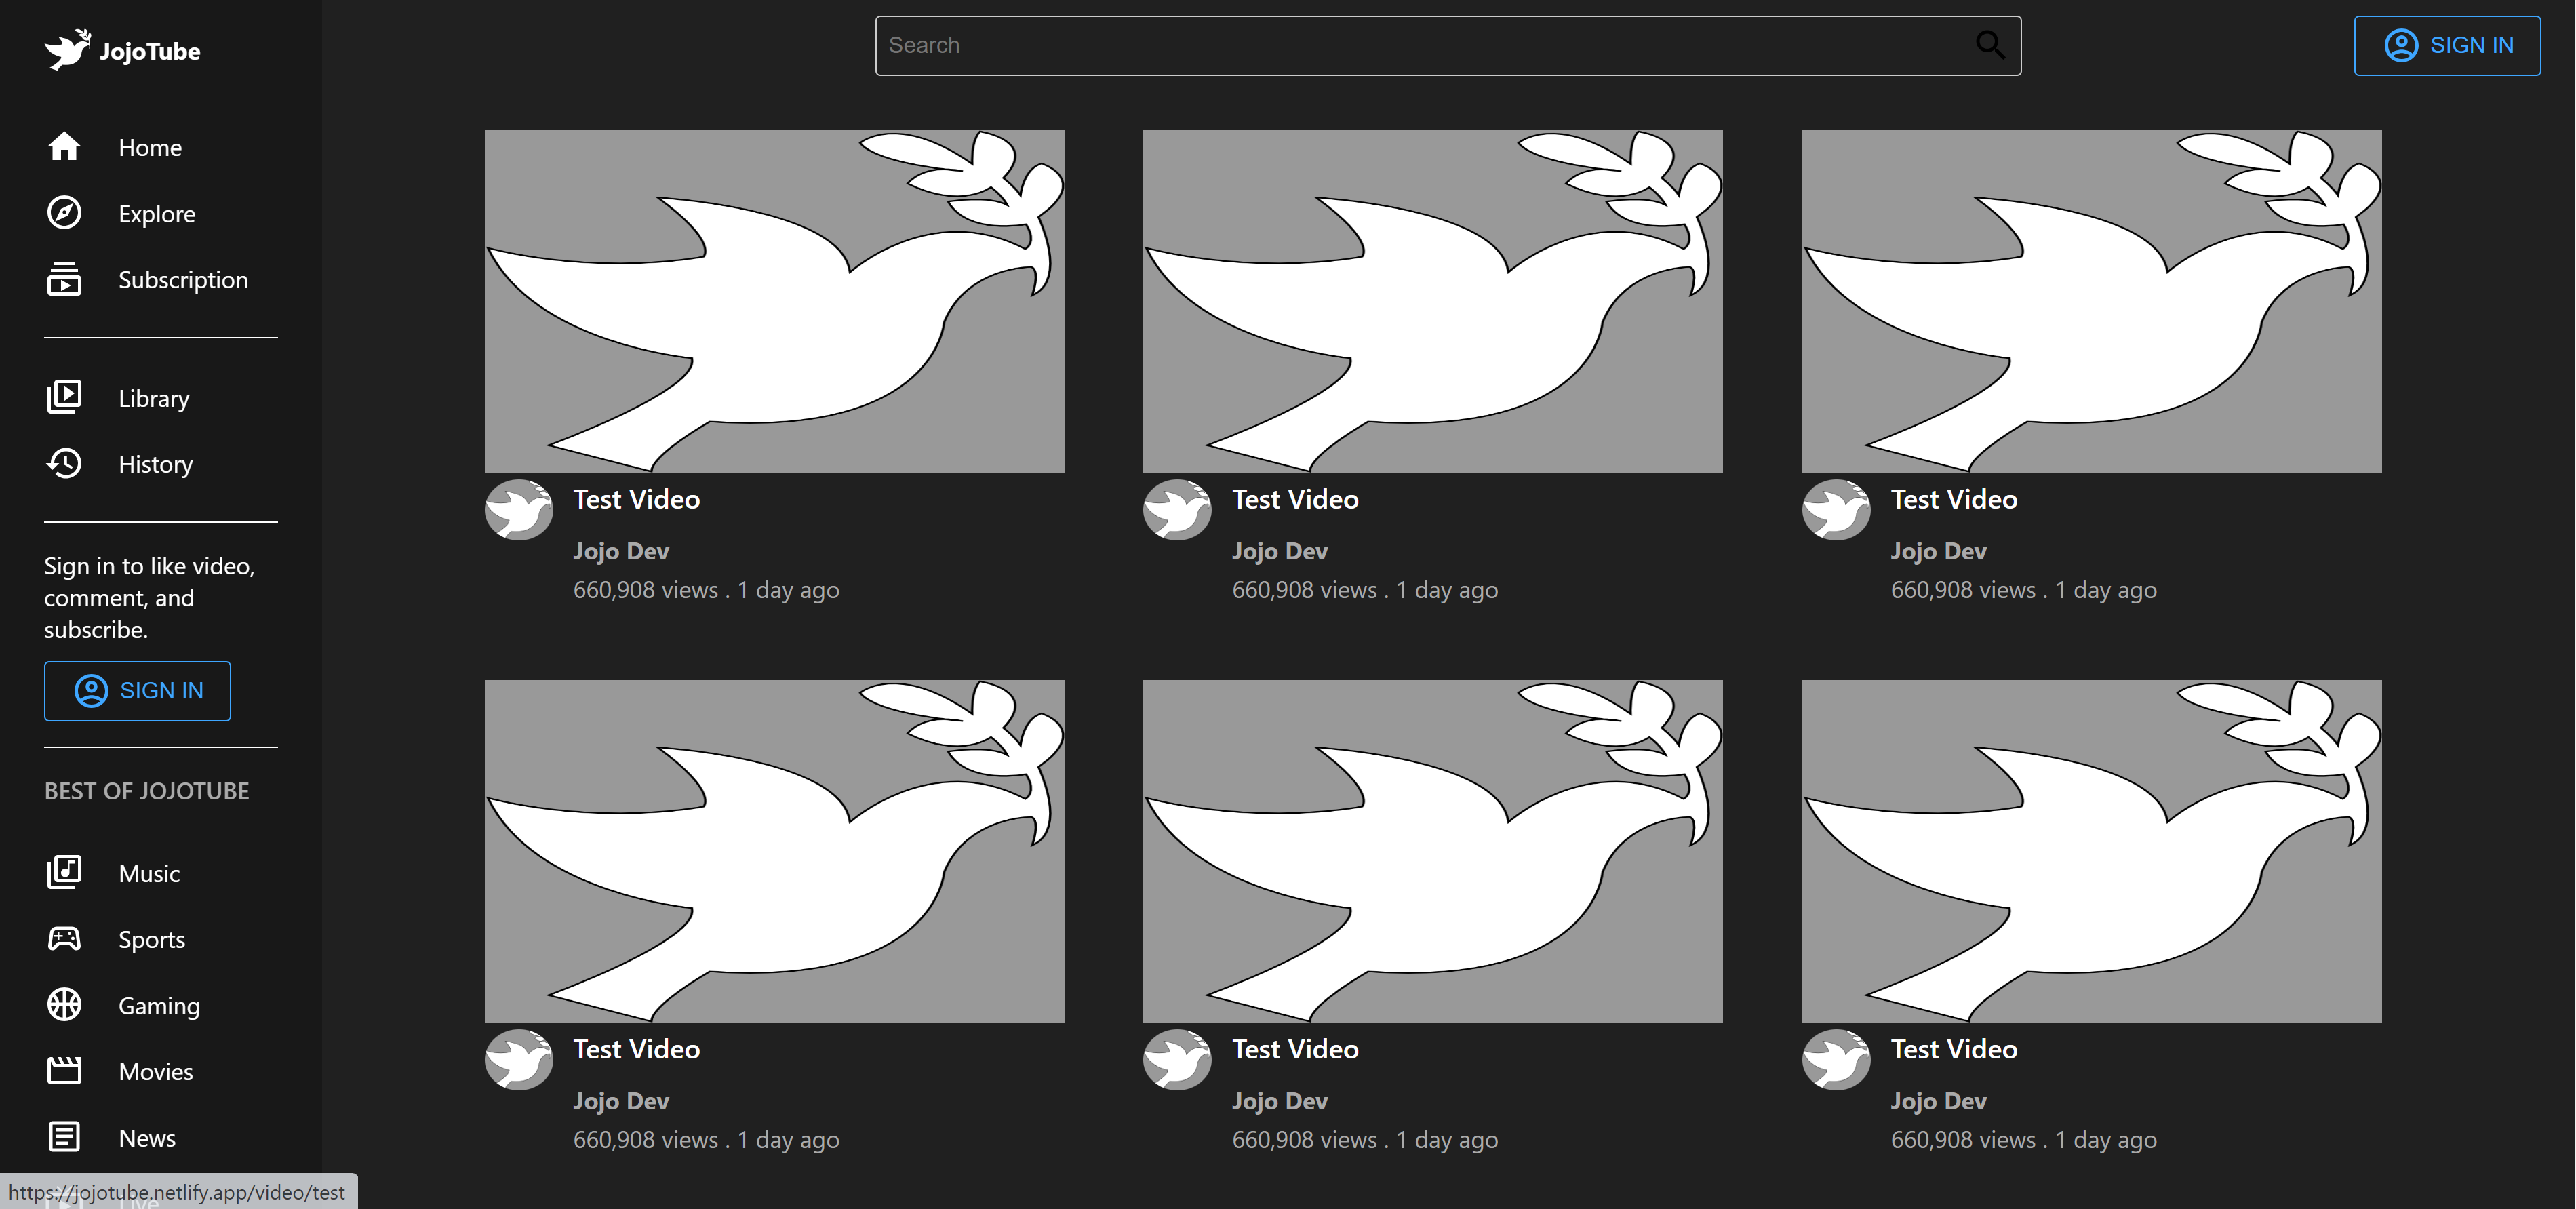 JojoTube
Search
SIGN IN
Home
Explore
Subscription
Library
History
Sign in to like video,
comment, and
subscribe.
SIGN IN
BEST OF JOJOTUBE
Music
Sports
Gaming
Movies
News
Live
https://jojotube.netlify.app/video/test
Test Video
Jojo Dev
660,908 views . 1 day ago
Test Video
Jojo Dev
660,908 views . 1 day ago
Test Video
Jojo Dev
660,908 views . 1 day ago
Test Video
Jojo Dev
660,908 views . 1 day ago
Test Video
Jojo Dev
660,908 views . 1 day ago
Test Video
Jojo Dev
660,908 views . 1 day ago